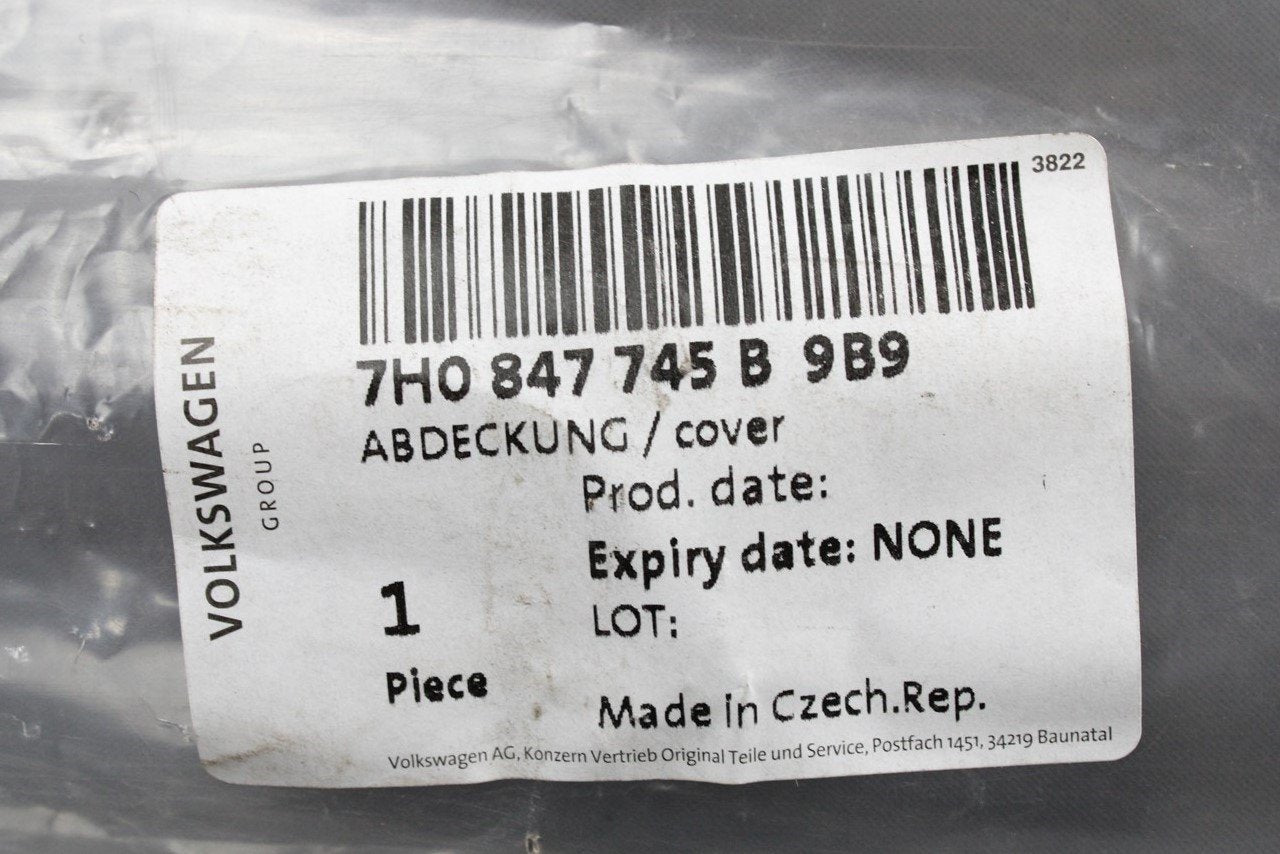 3822
7H0 847 745 B 9B9
ABDECKUNG / cover
Prod. date:
Expiry date: NONE
LOT:
1
Piece
Made in Czech.Rep.
Volkswagen AG, Konzern Vertrieb Original Teile und Service, Postfach 1451, 34219 Baunatal
VOLKSWAGEN
GROUP